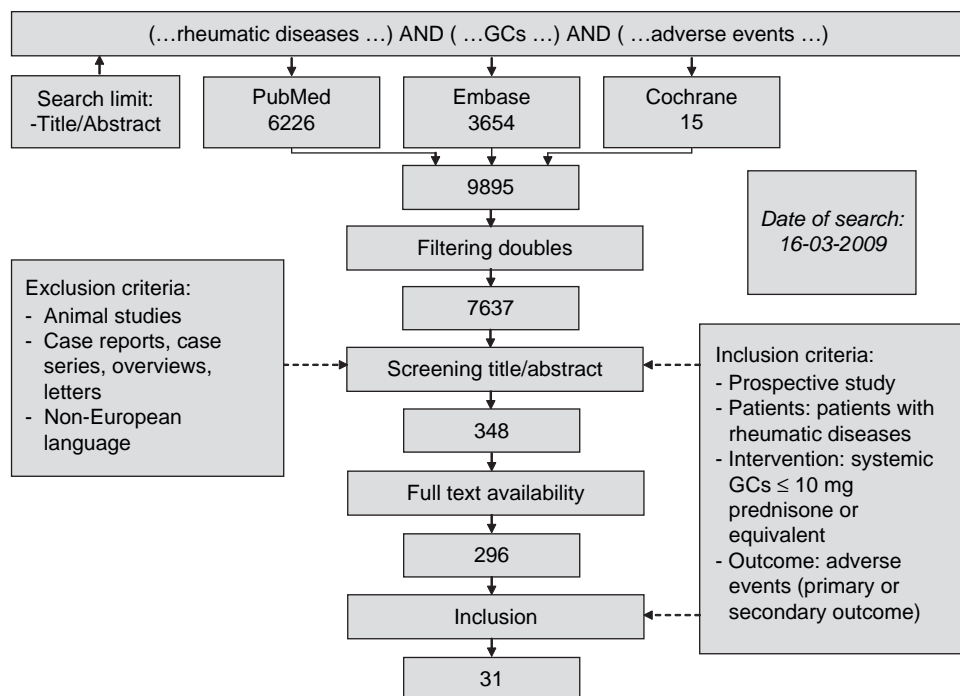 (…rheumatic diseases …) AND ( …GCs …) AND ( …adverse events …)
Search limit:
-Title/Abstract
PubMed
6226
Embase
3654
Cochrane
15
9895
Date of search:
16-03-2009
Filtering doubles
7637
Exclusion criteria:
- Animal studies
- Case reports, case
series, overviews,
letters
- Non-European
language
Screening title/abstract
Inclusion criteria:
- Prospective study
- Patients: patients with
rheumatic diseases
- Intervention: systemic
GCs ≤ 10 mg
prednisone or
equivalent
- Outcome: adverse
events (primary or
secondary outcome)
348
Full text availability
296
Inclusion
31